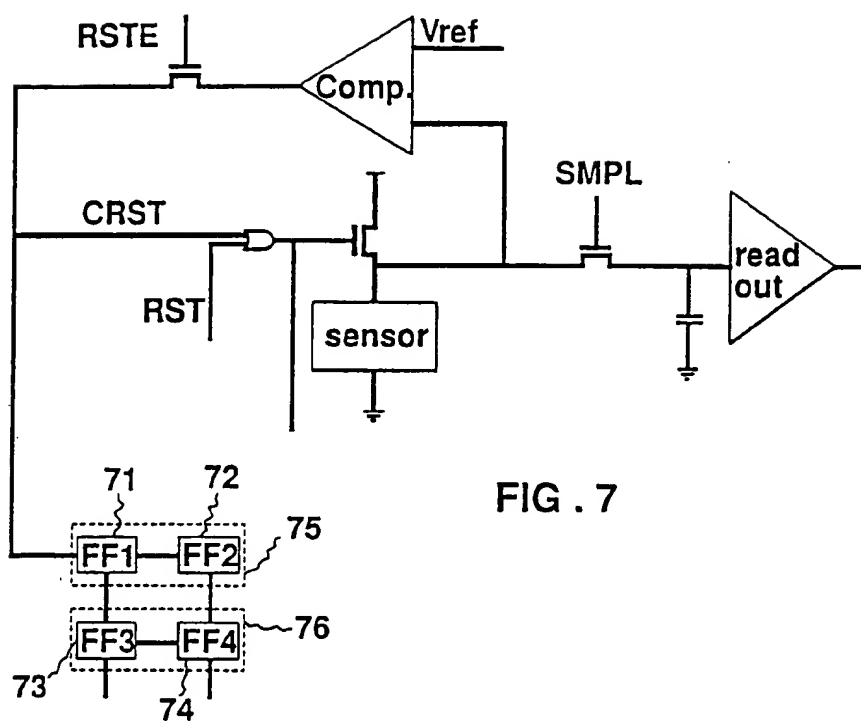 RSTE
Vref
Comp.
SMPL
CRST
read
out
RST
sensor
71
72
FIG . 7
75
FF1
FF2
76
FF3
FF4
73
74